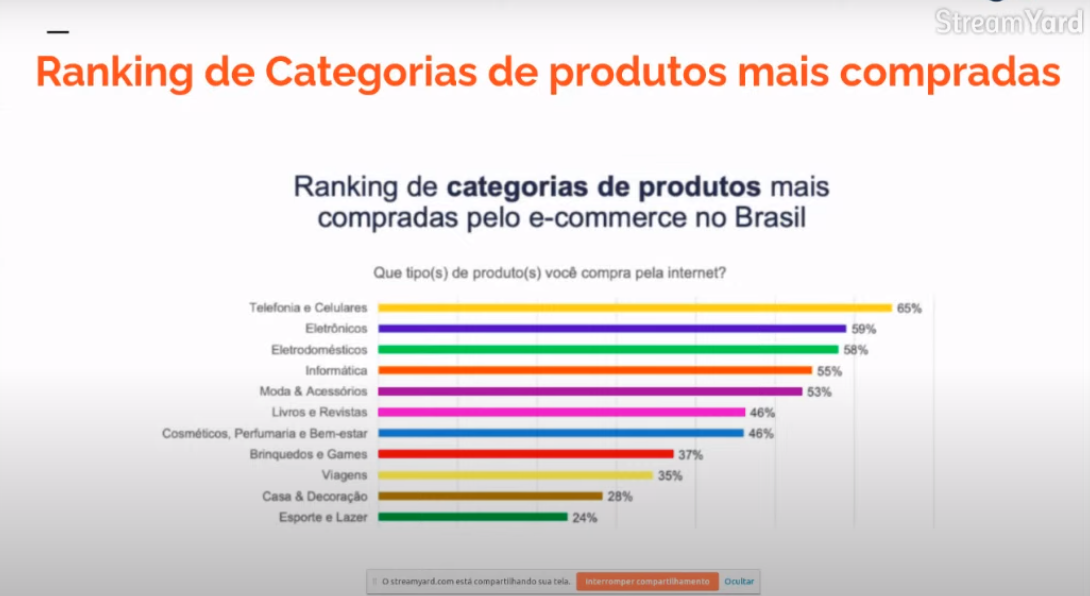 StreamYard
Ranking de Categorias de produtos mais compradas
Ranking de categorias de produtos mais
compradas pelo e-commerce no Brasil
Que tipo(s) de produto(s) você compra pela internet?
Telefonia e Celulares 65%
Eletrônicos 59%
Eletrodomésticos 58%
Informática 55%
Moda & Acessórios 53%
Livros e Revistas 46%
Cosméticos, Perfumaria e Bem-estar 46%
Brinquedos e Games 37%
Viagens 35%
Casa & Decoração 28%
Esporte e Lazer 24%
O streamyard.com está compartilhando sua tela. Interromper compartilhamento Ocultar